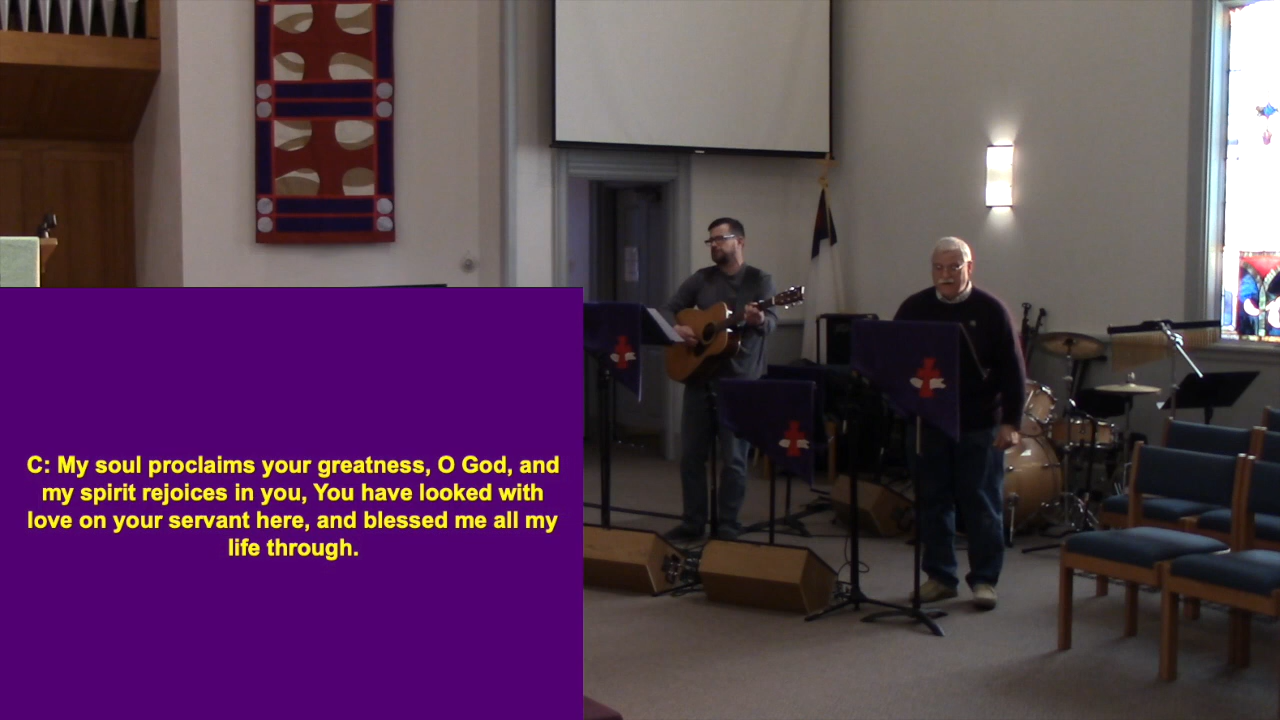 C: My soul proclaims your greatness, O God, and
my spirit rejoices in you, You have looked with
love on your servant here, and blessed me all my
life through.